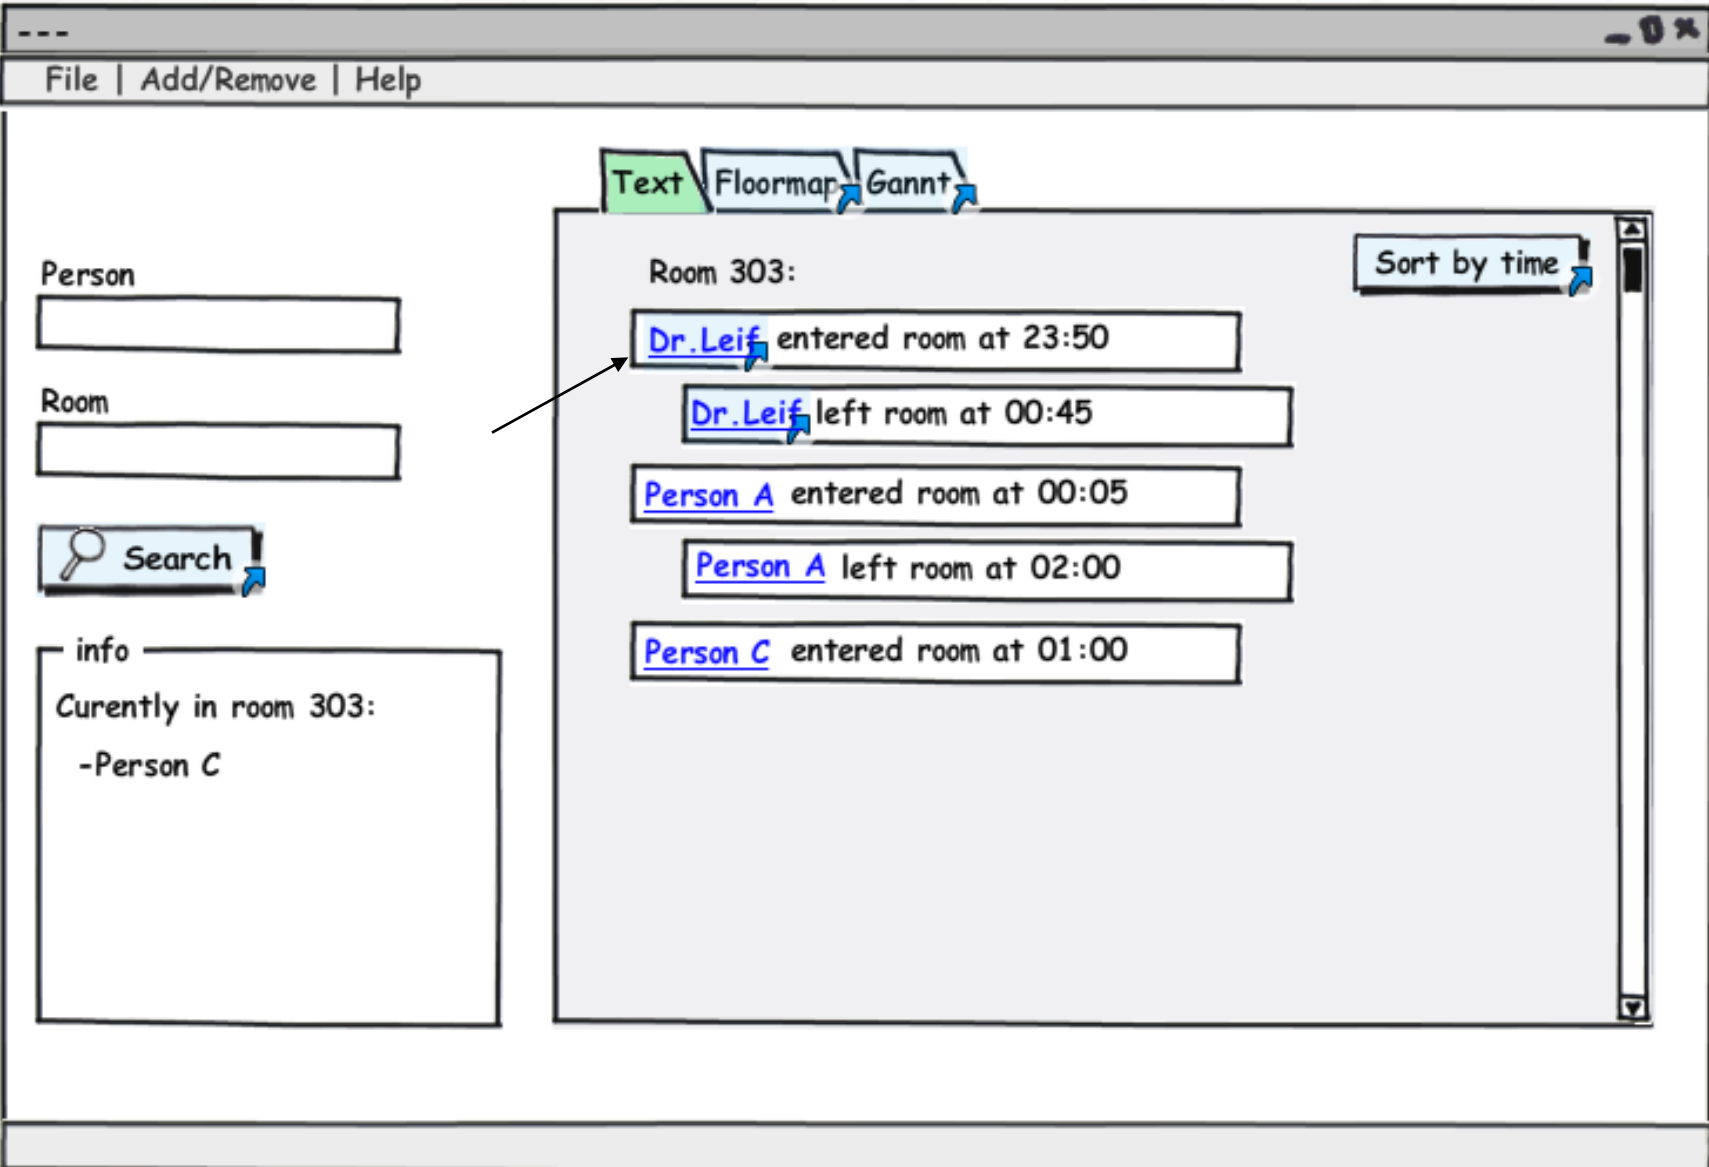 ---
File | Add/Remove | Help
Text Floormap Gannt
Person
Room
Search
info
Curently in room 303:
-Person C
Room 303:
Sort by time
Dr.Leif entered room at 23:50
Dr.Leif left room at 00:45
Person A entered room at 00:05
Person A left room at 02:00
Person C entered room at 01:00